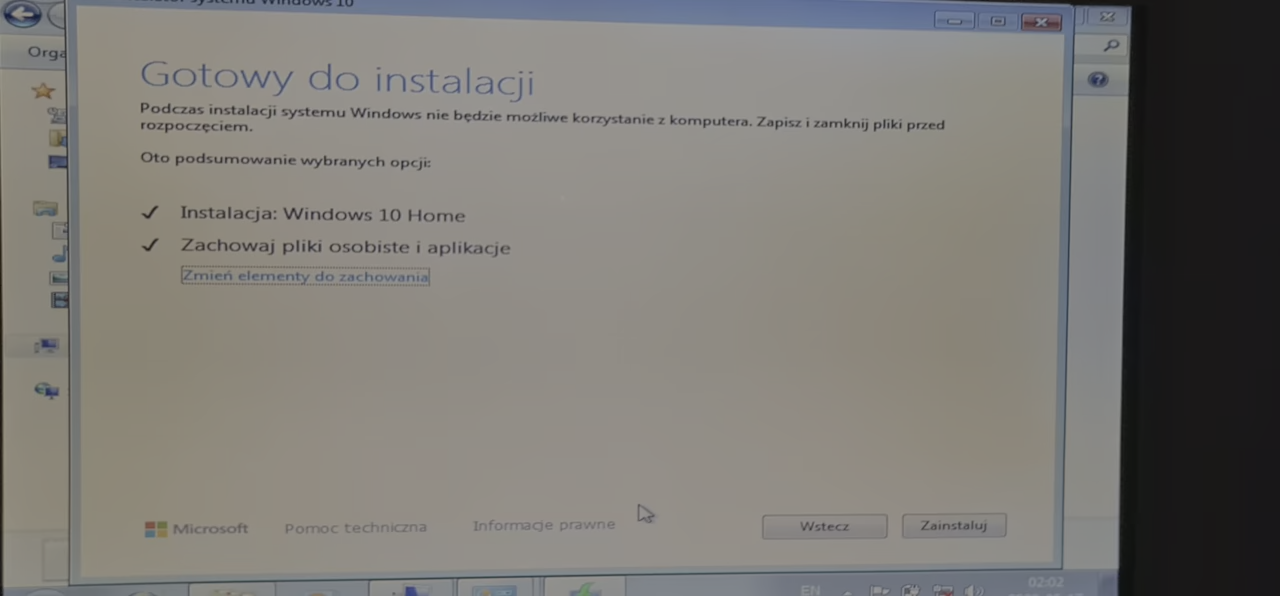 Orga
Gotowy do instalacji
Podczas instalacji systemu Windows nie będzie możliwe korzystanie z komputera. Zapisz i zamknij pliki przed
rozpoczęciem.
Oto podsumowanie wybranych opcji:
✓ Instalacja: Windows 10 Home
✓ Zachowaj pliki osobiste i aplikacje
Zmień elementy do zachowania
Microsoft Pomoc techniczna Informacje prawne Wstecz Zainstaluj
EN 02:02